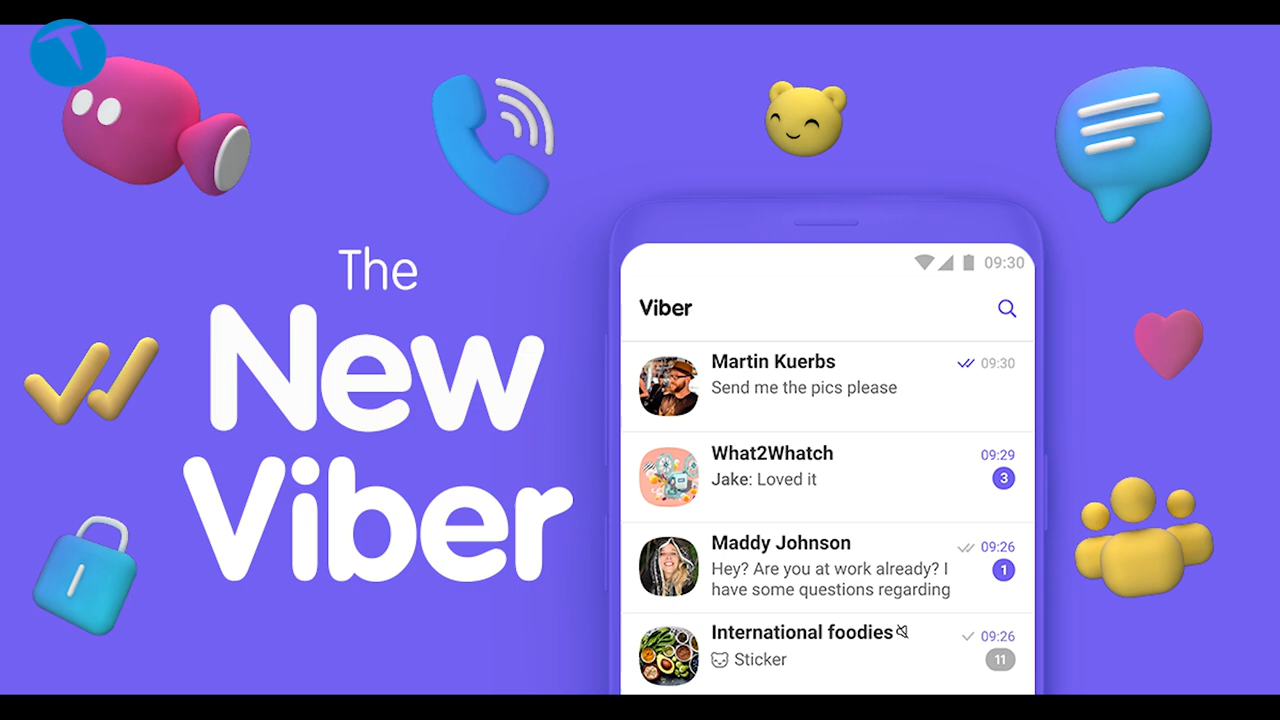 The
New
Viber
09:30
Viber
Martin Kuerbs
09:30
Send me the pics please
What2Whatch
09:29
Jake: Loved it
3
Maddy Johnson
09:26
Hey? Are you at work already? I
1
have some questions regarding
International foodies
09:26
Sticker
11